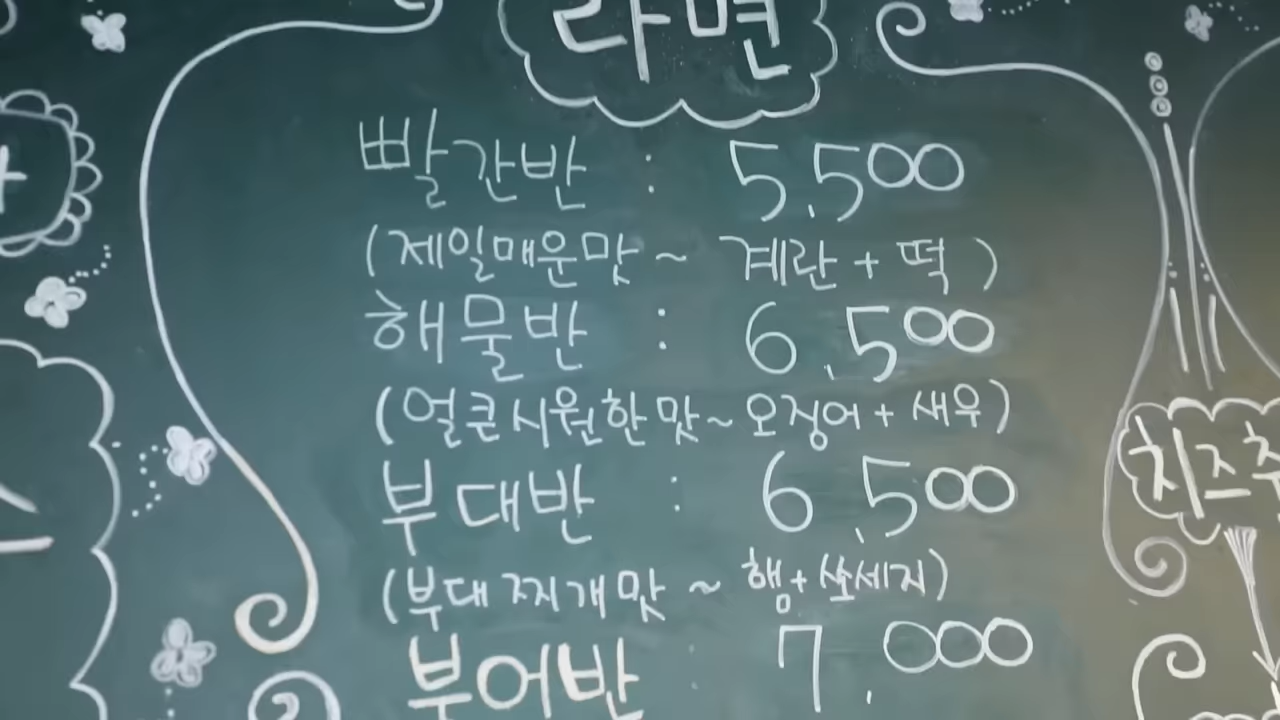 라면
빨간반 : 5,500
(제일매운맛~ 계란+떡)
해물반 : 6,500
(얼큰시원한맛~오징어+새우)
부대반 : 6,500
(부대찌개맛~ 햄+쏘세지)
부어반 : 7,000
치즈추